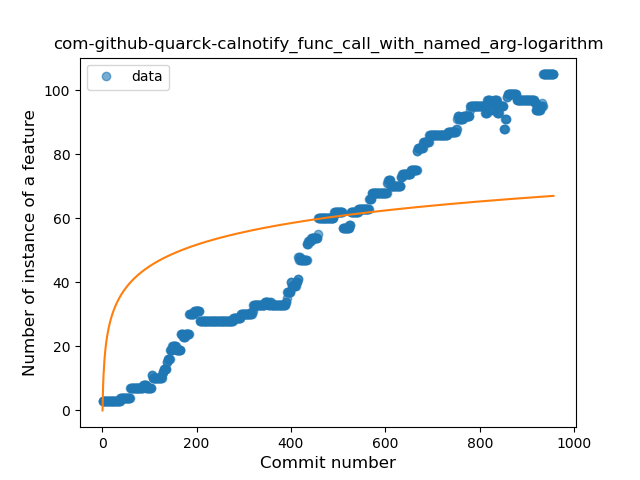 com-github-quarck-calnotify_func_call_with_named_arg-logarithm
data
Number of instance of a feature
100
80
60
40
20
0
0 200 400 600 800 1000
Commit number